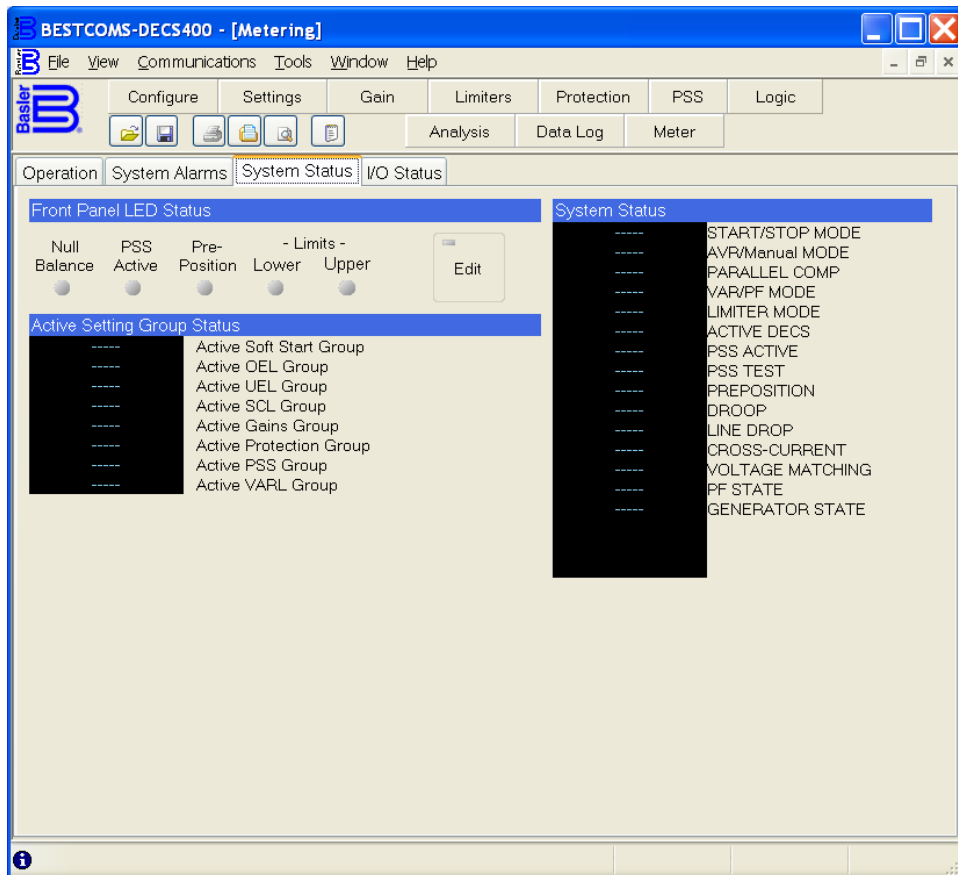 BESTCOMS-DECS400 - [Metering]
File View Communications Tools Window Help
Basler
Configure Settings Gain Limiters Protection PSS Logic
Analysis Data Log Meter
Operation System Alarms System Status I/O Status
Front Panel LED Status
Null Balance
PSS Active
Pre-Position
- Limits -
Lower Upper
Edit
Active Setting Group Status
----- Active Soft Start Group
----- Active OEL Group
----- Active UEL Group
----- Active SCL Group
----- Active Gains Group
----- Active Protection Group
----- Active PSS Group
----- Active VARL Group
System Status
----- START/STOP MODE
----- AVR/Manual MODE
----- PARALLEL COMP
----- VAR/PF MODE
----- LIMITER MODE
----- ACTIVE DECS
----- PSS ACTIVE
----- PSS TEST
----- PREPOSITION
----- DROOP
----- LINE DROP
----- CROSS-CURRENT
----- VOLTAGE MATCHING
----- PF STATE
----- GENERATOR STATE